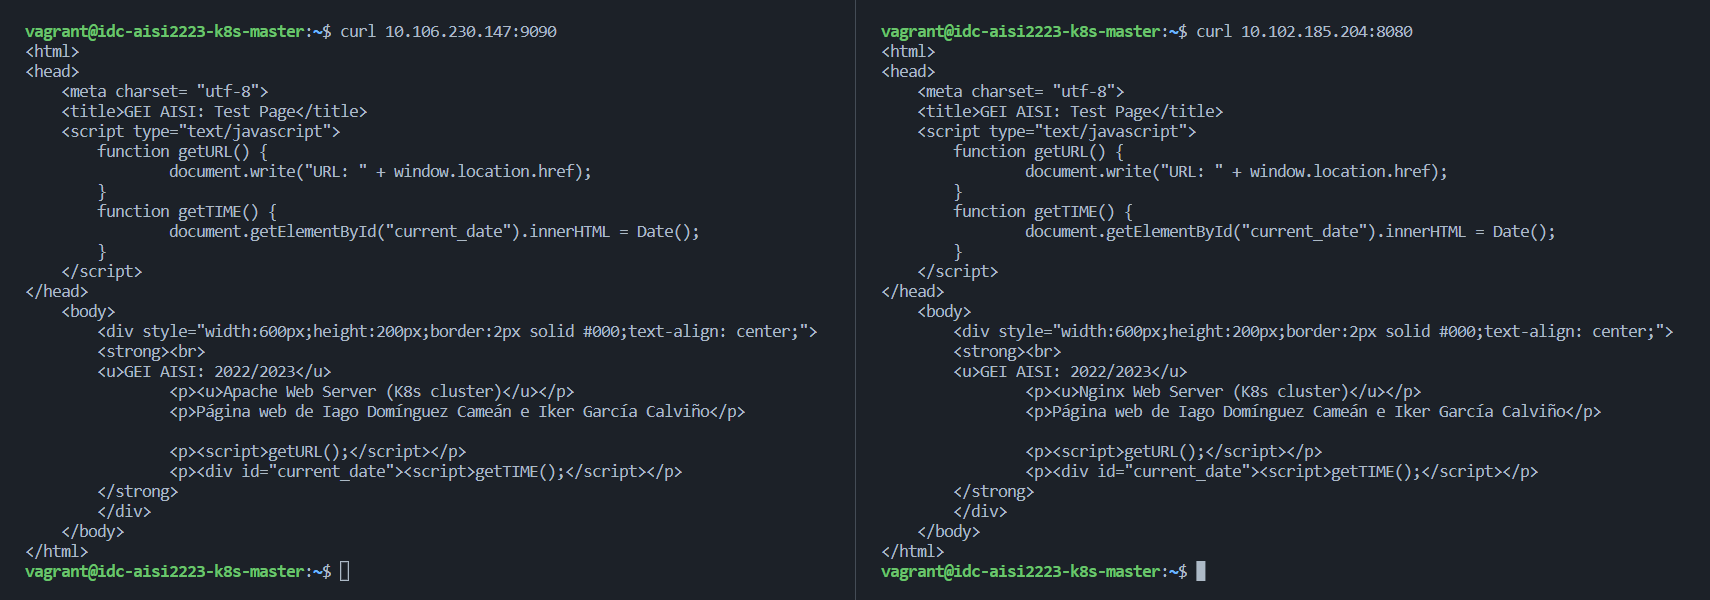 vagrant@idc-aisi2223-k8s-master:~$ curl 10.106.230.147:9090
<html>
<head>
    <meta charset= "utf-8">
    <title>GEI AISI: Test Page</title>
    <script type="text/javascript">
        function getURL() {
                document.write("URL: " + window.location.href);
        }
        function getTIME() {
                document.getElementById("current_date").innerHTML = Date();
        }
    </script>
</head>
    <body>
        <div style="width:600px;height:200px;border:2px solid #000;text-align: center;">
        <strong><br>
        <u>GEI AISI: 2022/2023</u>
                <p><u>Apache Web Server (K8s cluster)</u></p>
                <p>Página web de Iago Domínguez Cameán e Iker García Calviño</p>

                <p><script>getURL();</script></p>
                <p><div id="current_date"><script>getTIME();</script></p>
        </strong>
        </div>
    </body>
</html>
vagrant@idc-aisi2223-k8s-master:~$
vagrant@idc-aisi2223-k8s-master:~$ curl 10.102.185.204:8080
<html>
<head>
    <meta charset= "utf-8">
    <title>GEI AISI: Test Page</title>
    <script type="text/javascript">
        function getURL() {
                document.write("URL: " + window.location.href);
        }
        function getTIME() {
                document.getElementById("current_date").innerHTML = Date();
        }
    </script>
</head>
    <body>
        <div style="width:600px;height:200px;border:2px solid #000;text-align: center;">
        <strong><br>
        <u>GEI AISI: 2022/2023</u>
                <p><u>Nginx Web Server (K8s cluster)</u></p>
                <p>Página web de Iago Domínguez Cameán e Iker García Calviño</p>

                <p><script>getURL();</script></p>
                <p><div id="current_date"><script>getTIME();</script></p>
        </strong>
        </div>
    </body>
</html>
vagrant@idc-aisi2223-k8s-master:~$